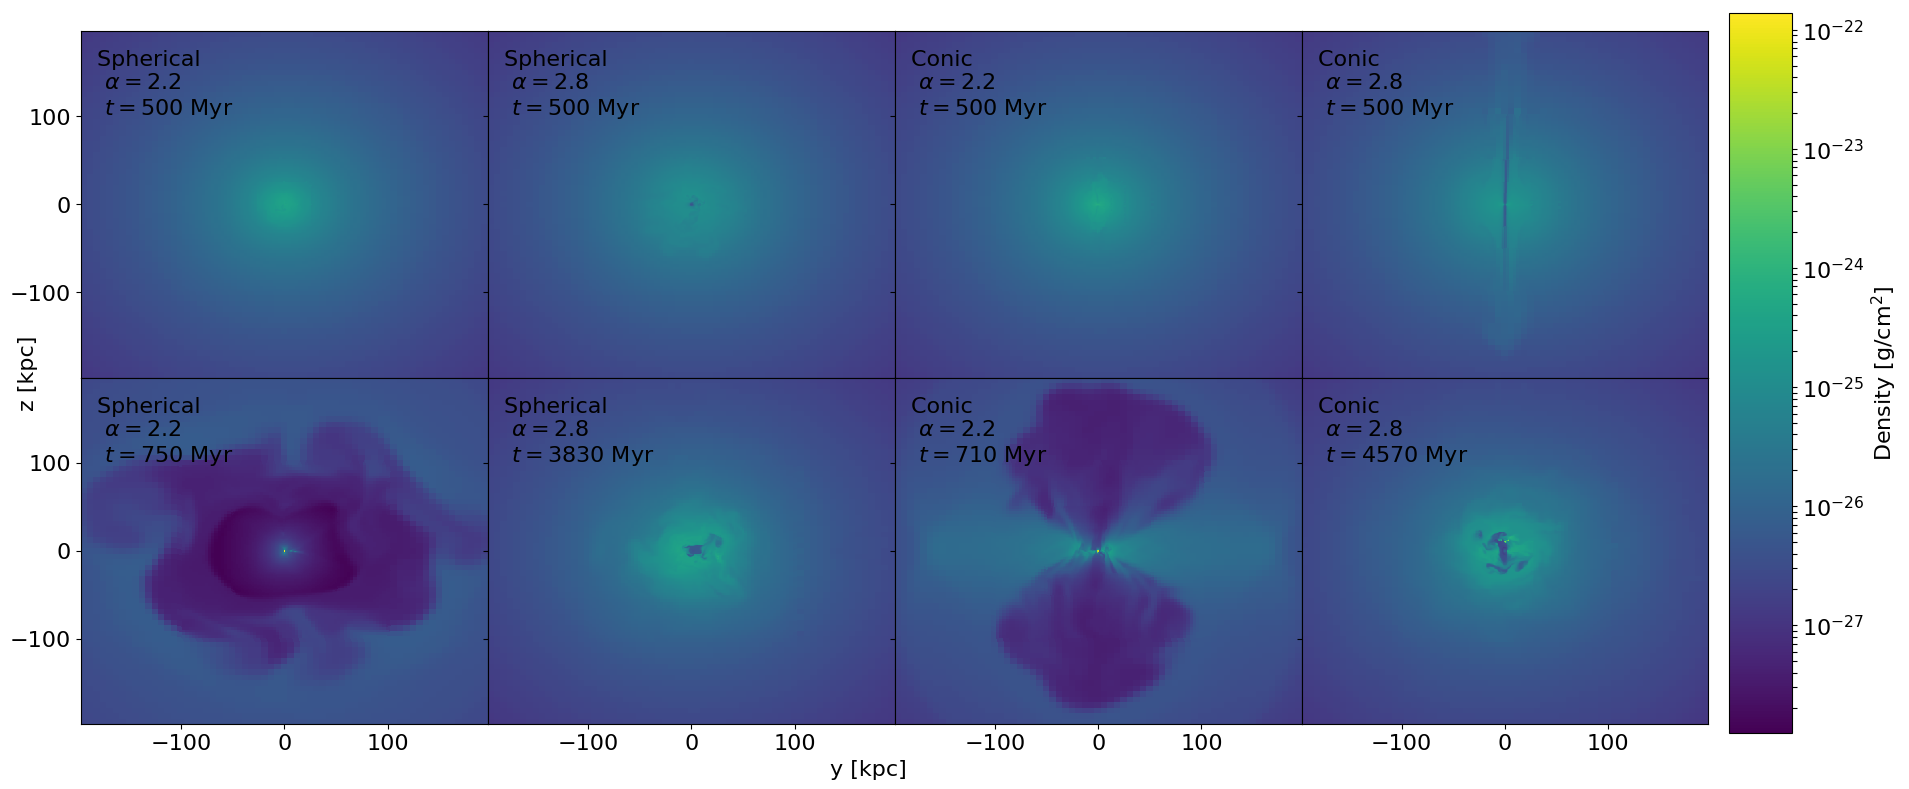 Spherical
α = 2.2
t = 500 Myr
Spherical
α = 2.8
t = 500 Myr
Conic
α = 2.2
t = 500 Myr
Conic
α = 2.8
t = 500 Myr
100
0
−100
Spherical
α = 2.2
t = 750 Myr
Spherical
α = 2.8
t = 3830 Myr
Conic
α = 2.2
t = 710 Myr
Conic
α = 2.8
t = 4570 Myr
100
0
−100
z [kpc]
−100 0 100 −100 0 100 −100 0 100 −100 0 100
y [kpc]
10⁻²²
10⁻²³
10⁻²⁴
10⁻²⁵
10⁻²⁶
10⁻²⁷
Density [g/cm²]